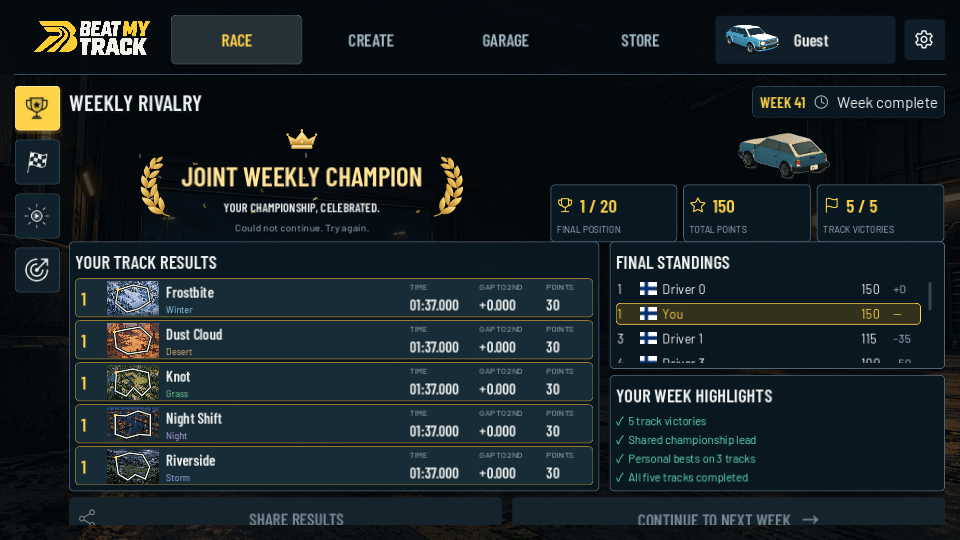 BEAT MY
TRACK
RACE
CREATE
GARAGE
STORE
Guest
WEEKLY RIVALRY
WEEK 41 Week complete
JOINT WEEKLY CHAMPION
YOUR CHAMPIONSHIP, CELEBRATED.
Could not continue. Try again.
1 / 20
FINAL POSITION
150
TOTAL POINTS
5 / 5
TRACK VICTORIES
YOUR TRACK RESULTS
1 Frostbite TIME GAP TO 2ND POINTS
Winter 01:37.000 +0.000 30
1 Dust Cloud TIME GAP TO 2ND POINTS
Desert 01:37.000 +0.000 30
1 Knot TIME GAP TO 2ND POINTS
Grass 01:37.000 +0.000 30
1 Night Shift TIME GAP TO 2ND POINTS
Night 01:37.000 +0.000 30
1 Riverside TIME GAP TO 2ND POINTS
Storm 01:37.000 +0.000 30
FINAL STANDINGS
1 Driver 0 150 +0
1 You 150 —
3 Driver 1 115 -35
4 Driver 3 100 -50
YOUR WEEK HIGHLIGHTS
✓ 5 track victories
✓ Shared championship lead
✓ Personal bests on 3 tracks
✓ All five tracks completed
SHARE RESULTS
CONTINUE TO NEXT WEEK →